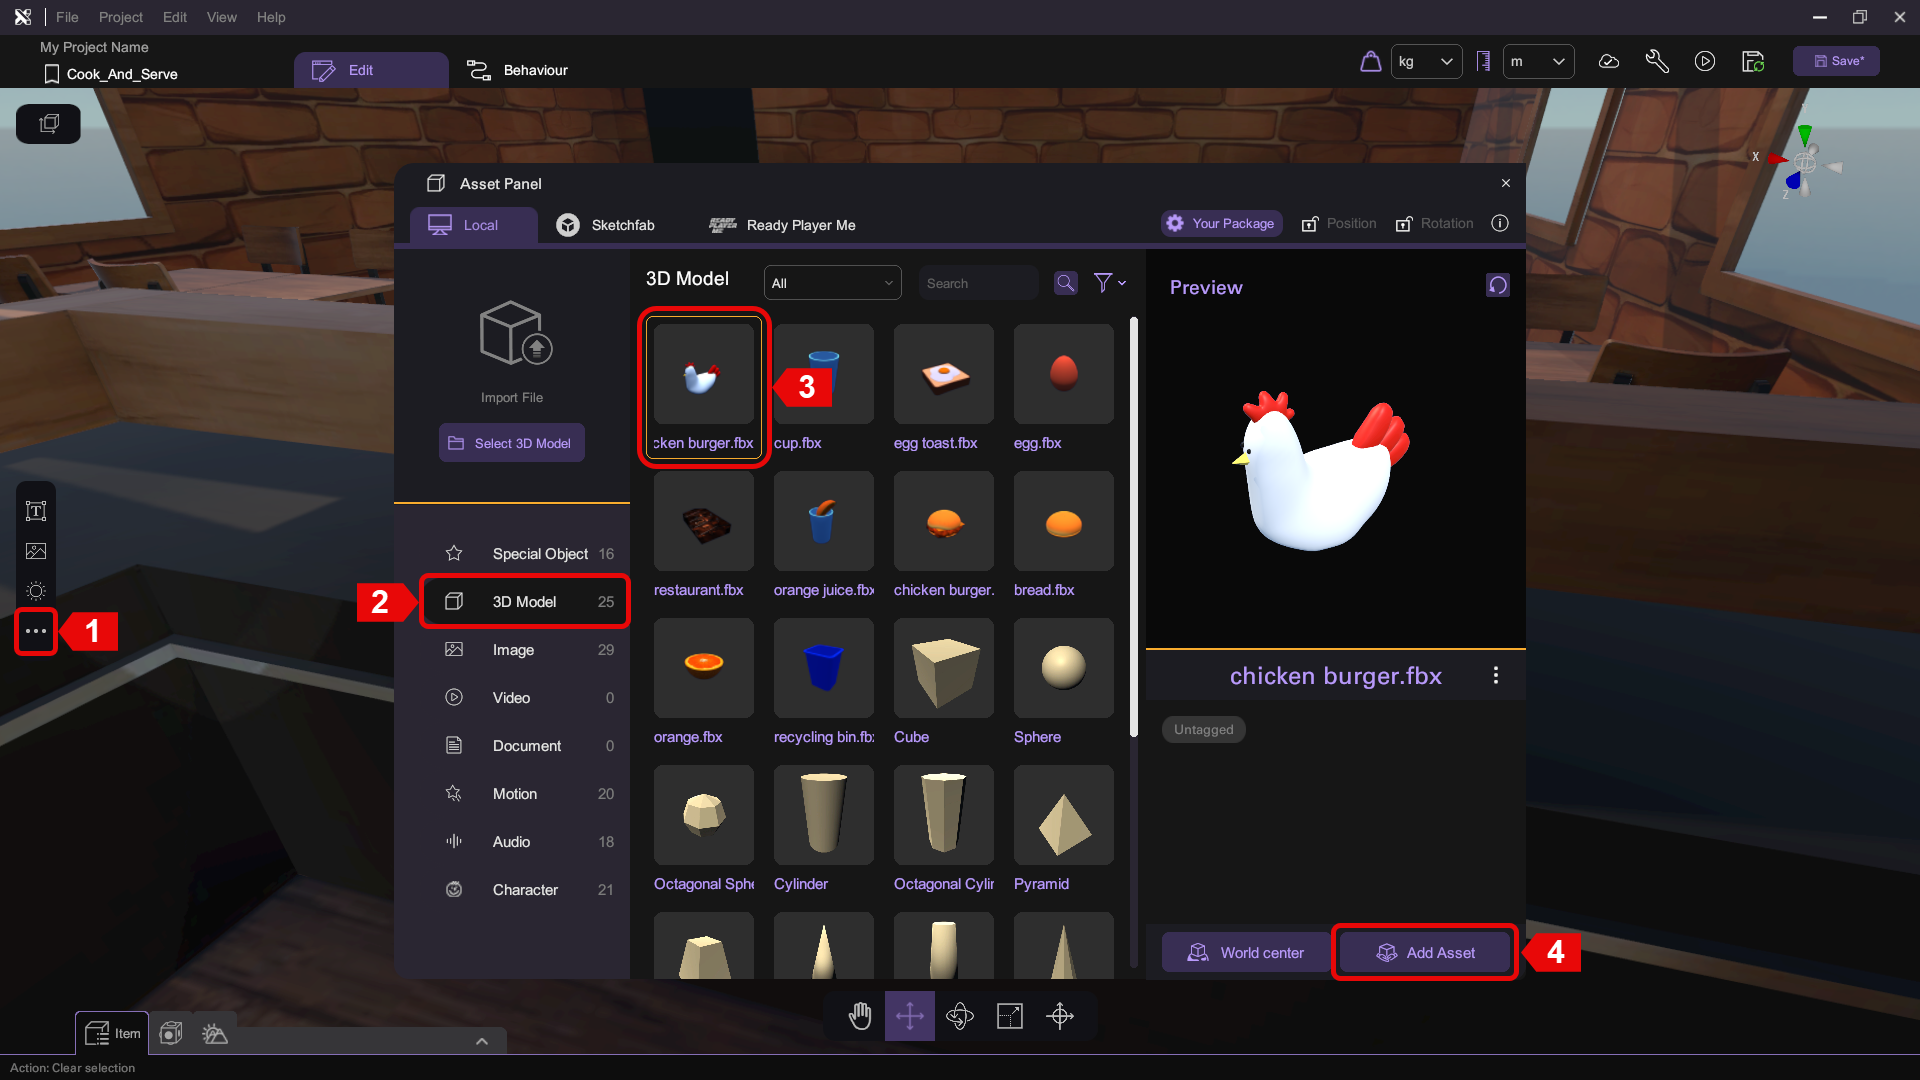 File Project Edit View Help
My Project Name
Cook_And_Serve
Edit
Behaviour
kg
m
Save*
X
Z
Asset Panel
Local
Sketchfab
READY PLAYER ME
Ready Player Me
Your Package
Position
Rotation
3D Model
All
Search
Preview
Import File
Select 3D Model
cken burger.fbx
cup.fbx
egg toast.fbx
egg.fbx
3
restaurant.fbx
orange juice.fbx
chicken burger.
bread.fbx
orange.fbx
recycling bin.fb
Cube
Sphere
Octagonal Sphe
Cylinder
Octagonal Cylin
Pyramid
Special Object 16
2
3D Model 25
1
Image 29
Video 0
Document 0
Motion 20
Audio 18
Character 21
chicken burger.fbx
Untagged
World center
Add Asset
4
Item
Action: Clear selection